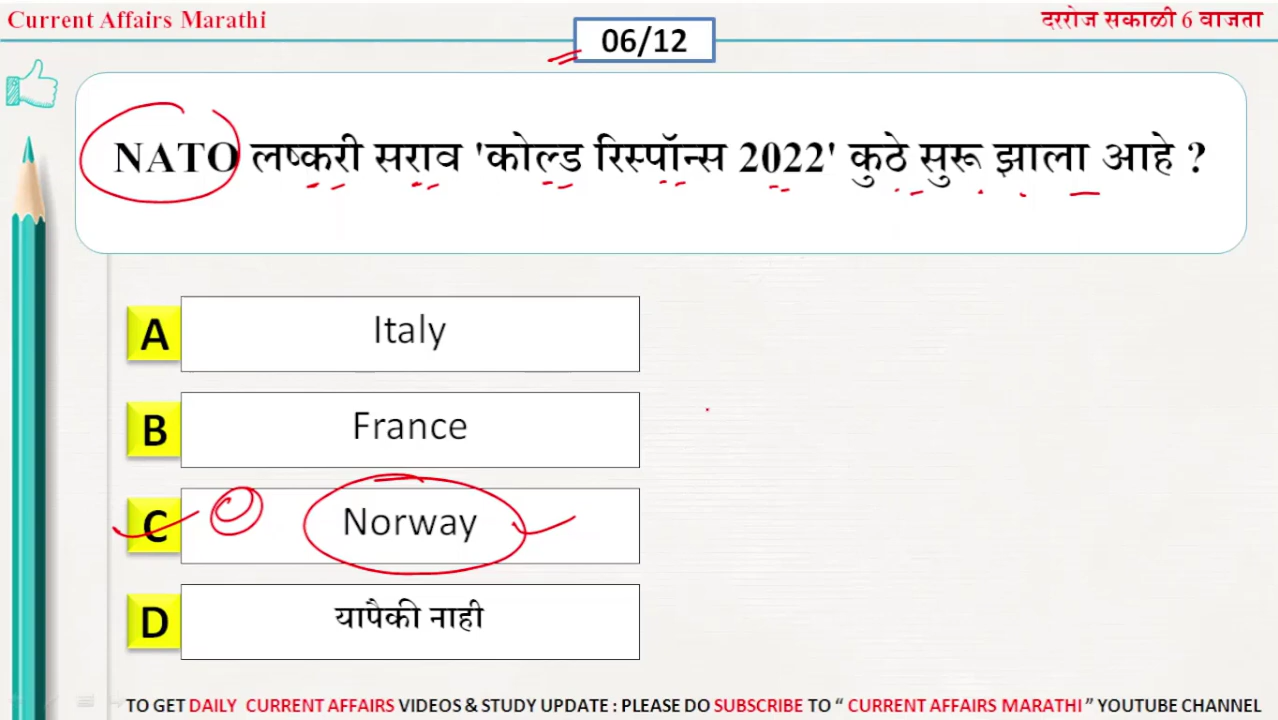 Current Affairs Marathi
दररोज सकाळी 6 वाजता
06/12
NATO लष्करी सराव 'कोल्ड रिस्पॉन्स 2022' कुठे सुरू झाला आहे ?
A Italy
B France
C Norway
D यापैकी नाही
TO GET DAILY CURRENT AFFAIRS VIDEOS & STUDY UPDATE : PLEASE DO SUBSCRIBE TO “ CURRENT AFFAIRS MARATHI ” YOUTUBE CHANNEL